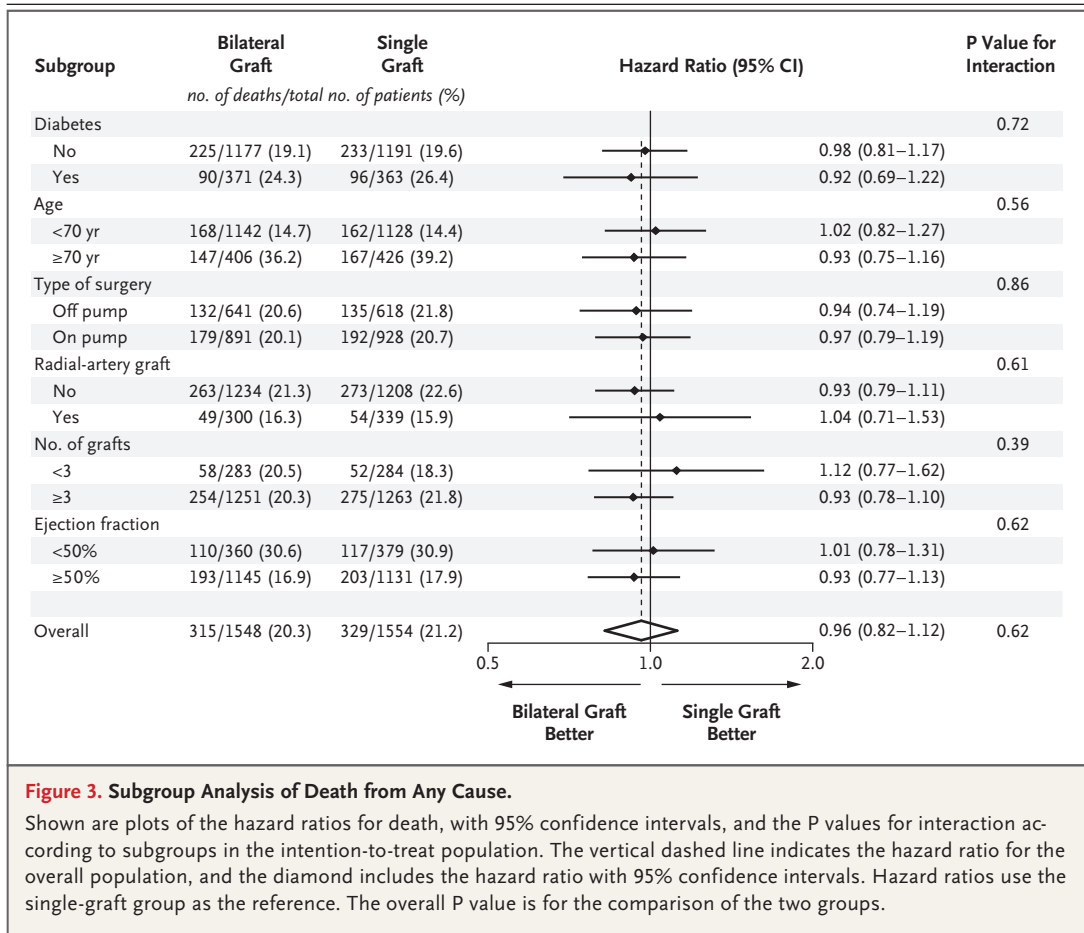 Subgroup Bilateral Graft Single Graft Hazard Ratio (95% CI) P Value for Interaction
no. of deaths/total no. of patients (%)
Diabetes 0.72
No 225/1177 (19.1) 233/1191 (19.6) 0.98 (0.81–1.17)
Yes 90/371 (24.3) 96/363 (26.4) 0.92 (0.69–1.22)
Age 0.56
<70 yr 168/1142 (14.7) 162/1128 (14.4) 1.02 (0.82–1.27)
≥70 yr 147/406 (36.2) 167/426 (39.2) 0.93 (0.75–1.16)
Type of surgery 0.86
Off pump 132/641 (20.6) 135/618 (21.8) 0.94 (0.74–1.19)
On pump 179/891 (20.1) 192/928 (20.7) 0.97 (0.79–1.19)
Radial-artery graft 0.61
No 263/1234 (21.3) 273/1208 (22.6) 0.93 (0.79–1.11)
Yes 49/300 (16.3) 54/339 (15.9) 1.04 (0.71–1.53)
No. of grafts 0.39
<3 58/283 (20.5) 52/284 (18.3) 1.12 (0.77–1.62)
≥3 254/1251 (20.3) 275/1263 (21.8) 0.93 (0.78–1.10)
Ejection fraction 0.62
<50% 110/360 (30.6) 117/379 (30.9) 1.01 (0.78–1.31)
≥50% 193/1145 (16.9) 203/1131 (17.9) 0.93 (0.77–1.13)
Overall 315/1548 (20.3) 329/1554 (21.2) 0.96 (0.82–1.12) 0.62
0.5 1.0 2.0
Bilateral Graft Better Single Graft Better
Figure 3. Subgroup Analysis of Death from Any Cause.
Shown are plots of the hazard ratios for death, with 95% confidence intervals, and the P values for interaction ac-
cording to subgroups in the intention-to-treat population. The vertical dashed line indicates the hazard ratio for the
overall population, and the diamond includes the hazard ratio with 95% confidence intervals. Hazard ratios use the
single-graft group as the reference. The overall P value is for the comparison of the two groups.